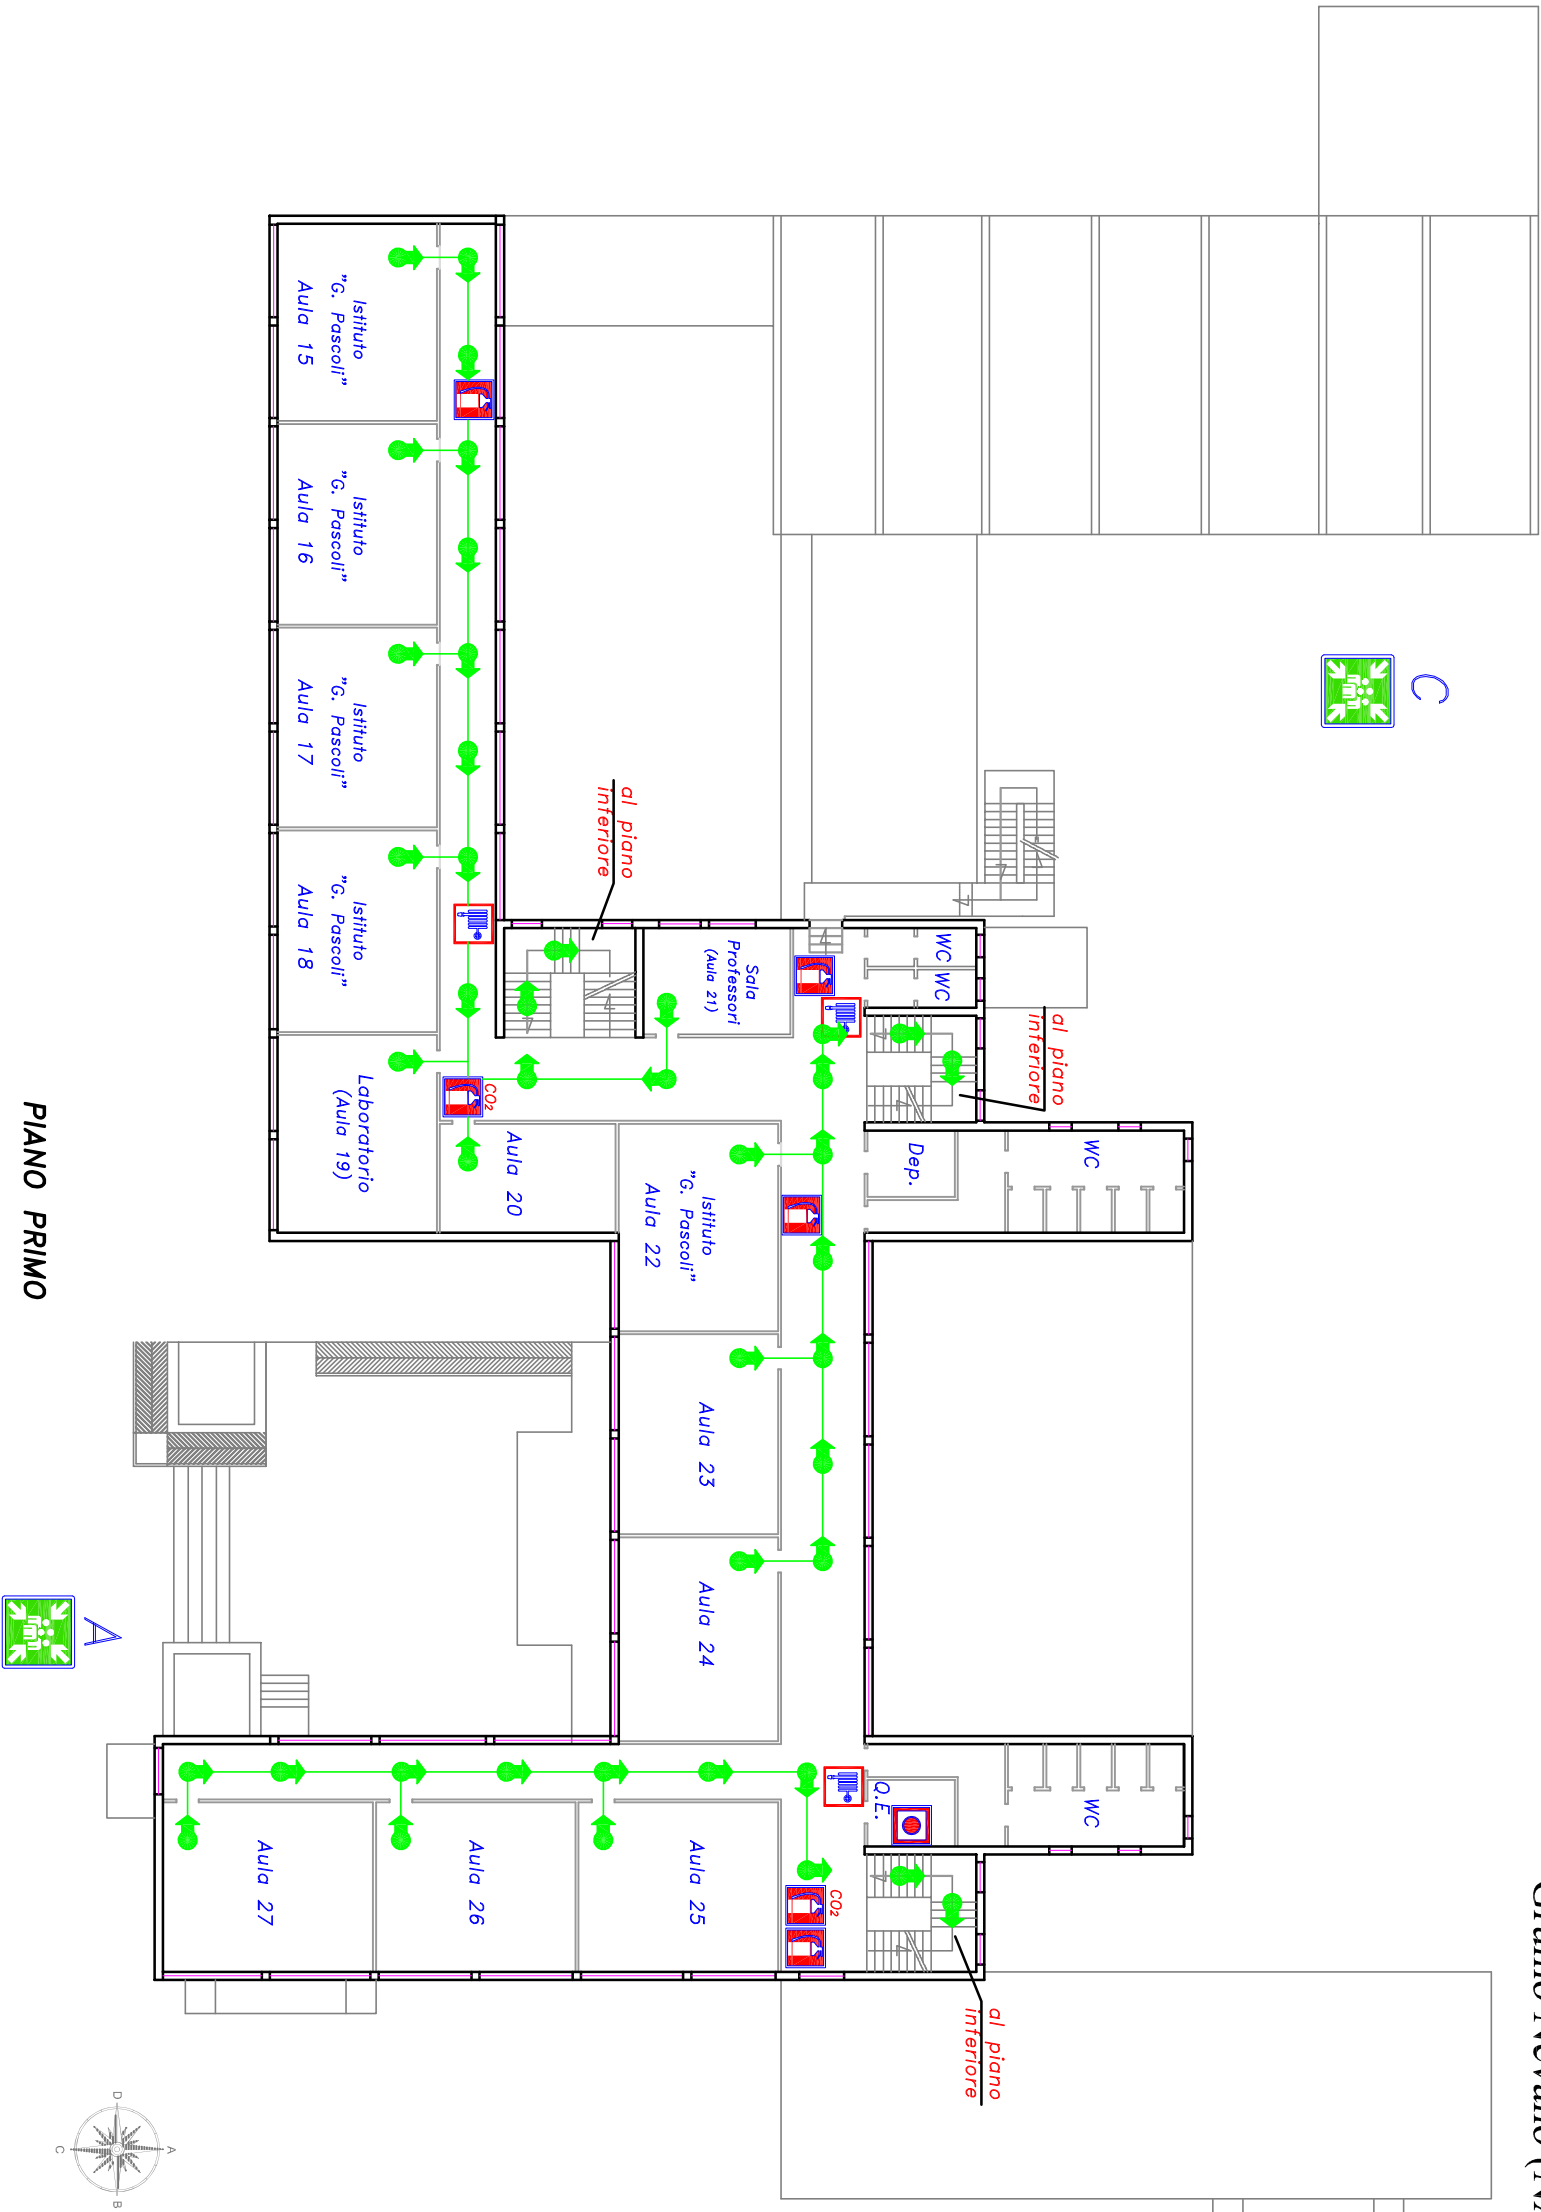 Grumo Nevano (NA
C
al piano
inferiore
WC
WC
WC
Dep.
al piano
inferiore
Sala
Professori
(Aula 21)
Istituto
"G. Pascoli"
Aula 15
Istituto
"G. Pascoli"
Aula 16
Istituto
"G. Pascoli"
Aula 17
Istituto
"G. Pascoli"
Aula 18
Laboratorio
(Aula 19)
CO2
Aula 20
Istituto
"G. Pascoli"
Aula 22
Aula 23
Aula 24
WC
Q.E.
CO2
Aula 25
Aula 26
Aula 27
al piano
inferiore
A
PIANO PRIMO
A
B
C
D